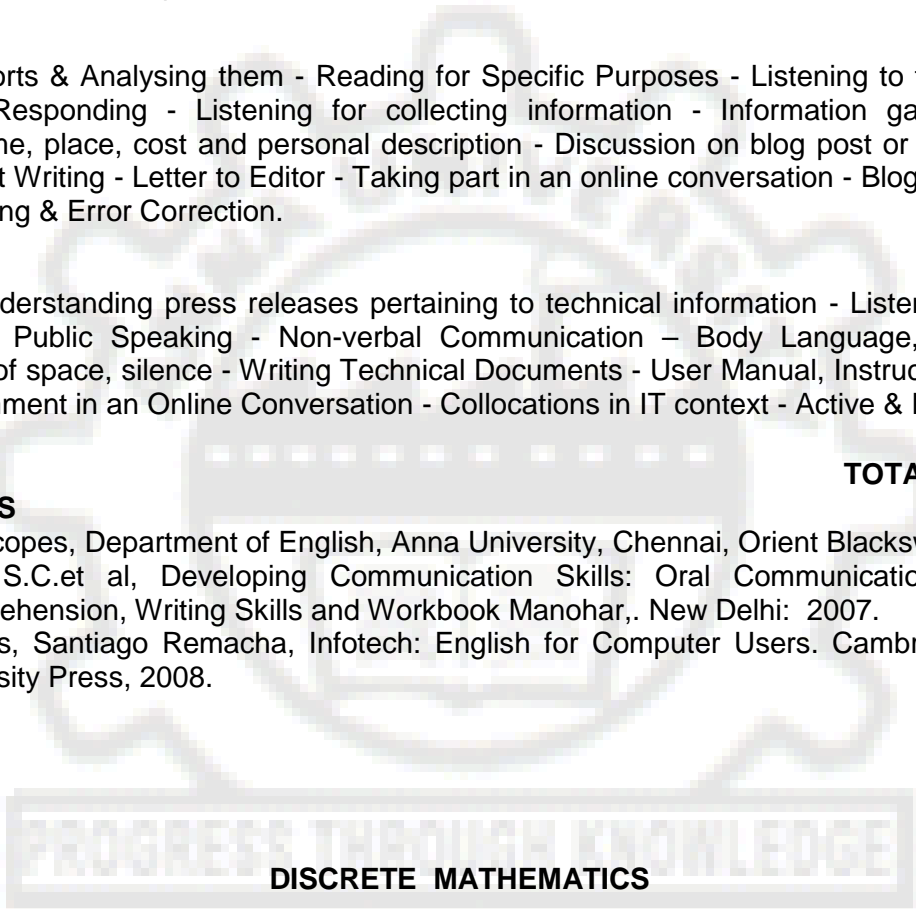 orts & Analysing them - Reading for Specific Purposes - Listening to
Responding - Listening for collecting information - Information ga
ne, place, cost and personal description - Discussion on blog post or
t Writing - Letter to Editor - Taking part in an online conversation - Blog
ng & Error Correction.
derstanding press releases pertaining to technical information - Listen
Public Speaking - Non-verbal Communication – Body Language,
of space, silence - Writing Technical Documents - User Manual, Instruc
ment in an Online Conversation - Collocations in IT context - Active &
TOTA
S
copes, Department of English, Anna University, Chennai, Orient Blacksw
S.C.et al, Developing Communication Skills: Oral Communicatio
ehension, Writing Skills and Workbook Manohar,. New Delhi: 2007.
s, Santiago Remacha, Infotech: English for Computer Users. Cambr
sity Press, 2008.
PROGRESS THROUGH KNOWLEDGE
DISCRETE MATHEMATICS